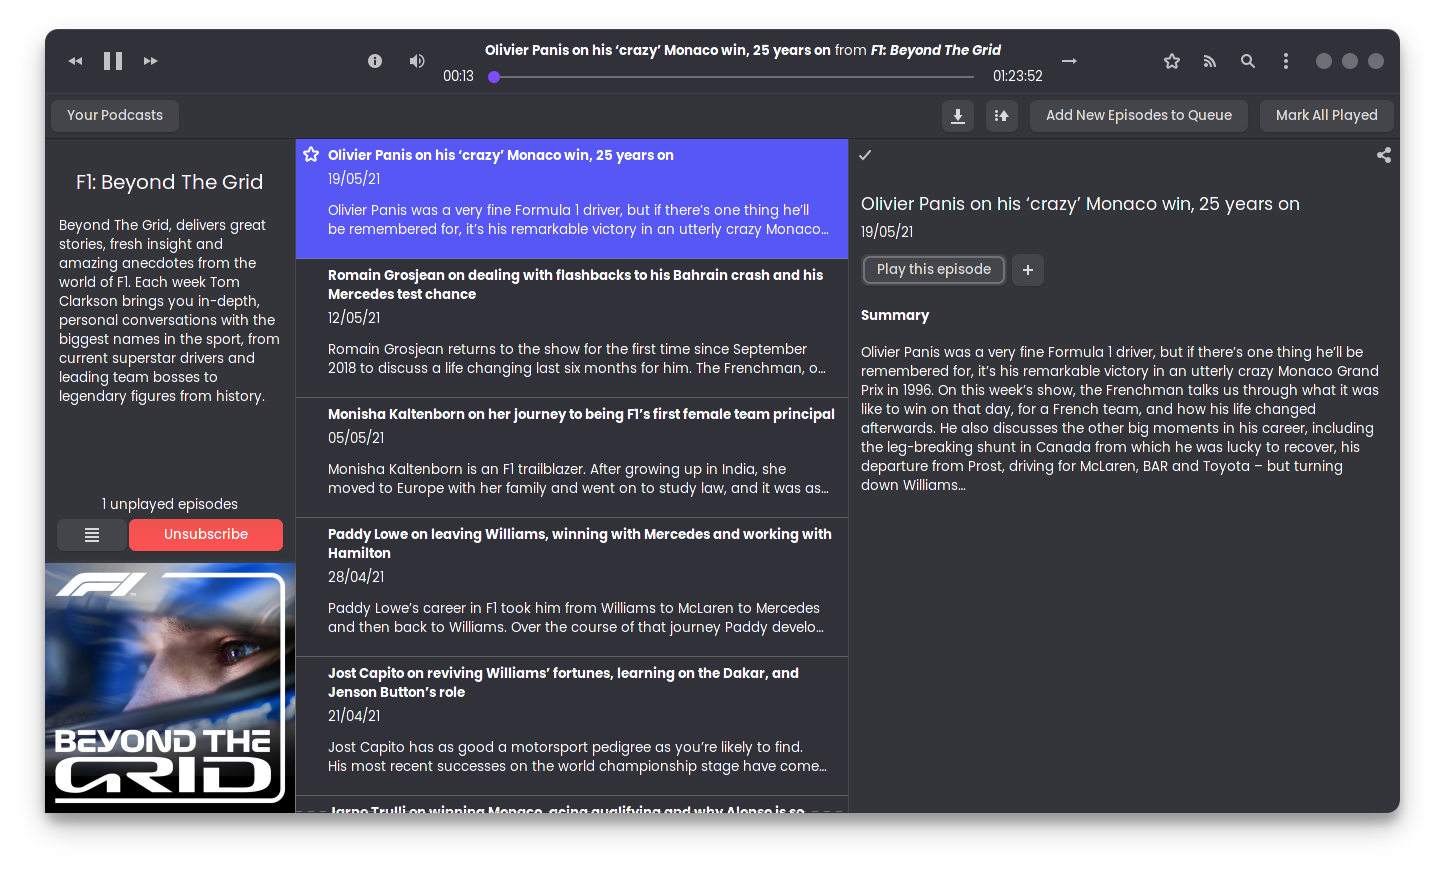 Olivier Panis on his ‘crazy’ Monaco win, 25 years on from F1: Beyond The Grid
00:13
01:23:52
Your Podcasts
Add New Episodes to Queue
Mark All Played
F1: Beyond The Grid
Beyond The Grid, delivers great
stories, fresh insight and
amazing anecdotes from the
world of F1. Each week Tom
Clarkson brings you in-depth,
personal conversations with the
biggest names in the sport, from
current superstar drivers and
leading team bosses to
legendary figures from history.
1 unplayed episodes
Unsubscribe
F1
BEYOND THE
GRID
Olivier Panis on his ‘crazy’ Monaco win, 25 years on
19/05/21
Olivier Panis was a very fine Formula 1 driver, but if there’s one thing he’ll
be remembered for, it’s his remarkable victory in an utterly crazy Monaco…
Romain Grosjean on dealing with flashbacks to his Bahrain crash and his
Mercedes test chance
12/05/21
Romain Grosjean returns to the show for the first time since September
2018 to discuss a life changing last six months for him. The Frenchman, o…
Monisha Kaltenborn on her journey to being F1’s first female team principal
05/05/21
Monisha Kaltenborn is an F1 trailblazer. After growing up in India, she
moved to Europe with her family and went on to study law, and it was as…
Paddy Lowe on leaving Williams, winning with Mercedes and working with
Hamilton
28/04/21
Paddy Lowe’s career in F1 took him from Williams to McLaren to Mercedes
and then back to Williams. Over the course of that journey Paddy develo…
Jost Capito on reviving Williams’ fortunes, learning on the Dakar, and
Jenson Button’s role
21/04/21
Jost Capito has as good a motorsport pedigree as you’re likely to find.
His most recent successes on the world championship stage have come…
Jarno Trulli on winning Monaco, acing qualifying and why Alonso is so
Olivier Panis on his ‘crazy’ Monaco win, 25 years on
19/05/21
Play this episode
Summary
Olivier Panis was a very fine Formula 1 driver, but if there’s one thing he’ll be
remembered for, it’s his remarkable victory in an utterly crazy Monaco Grand
Prix in 1996. On this week’s show, the Frenchman talks us through what it was
like to win on that day, for a French team, and how his life changed
afterwards. He also discusses the other big moments in his career, including
the leg-breaking shunt in Canada from which he was lucky to recover, his
departure from Prost, driving for McLaren, BAR and Toyota – but turning
down Williams…